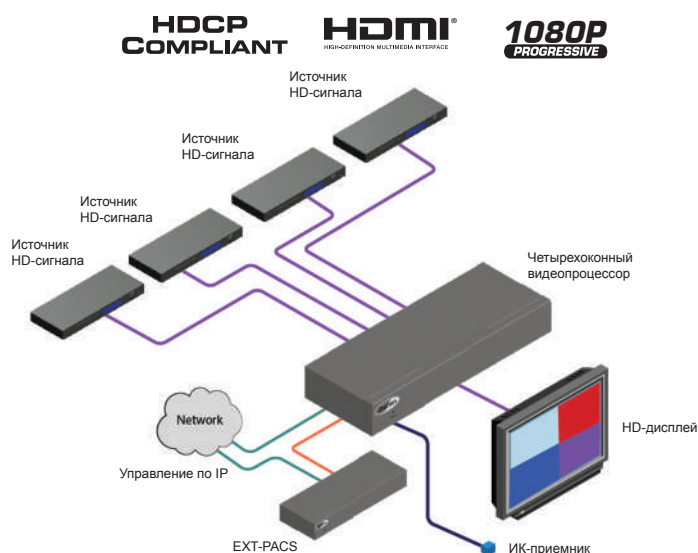 HDCP
COMPLIANT
HDMI®
HIGH-DEFINITION MULTIMEDIA INTERFACE
1080P
PROGRESSIVE
Источник
HD-сигнала
Источник
HD-сигнала
Источник
HD-сигнала
Источник
HD-сигнала
Четырехоконный
видеопроцессор
Network
HD-дисплей
Управление по IP
EXT-PACS
ИК-приемник